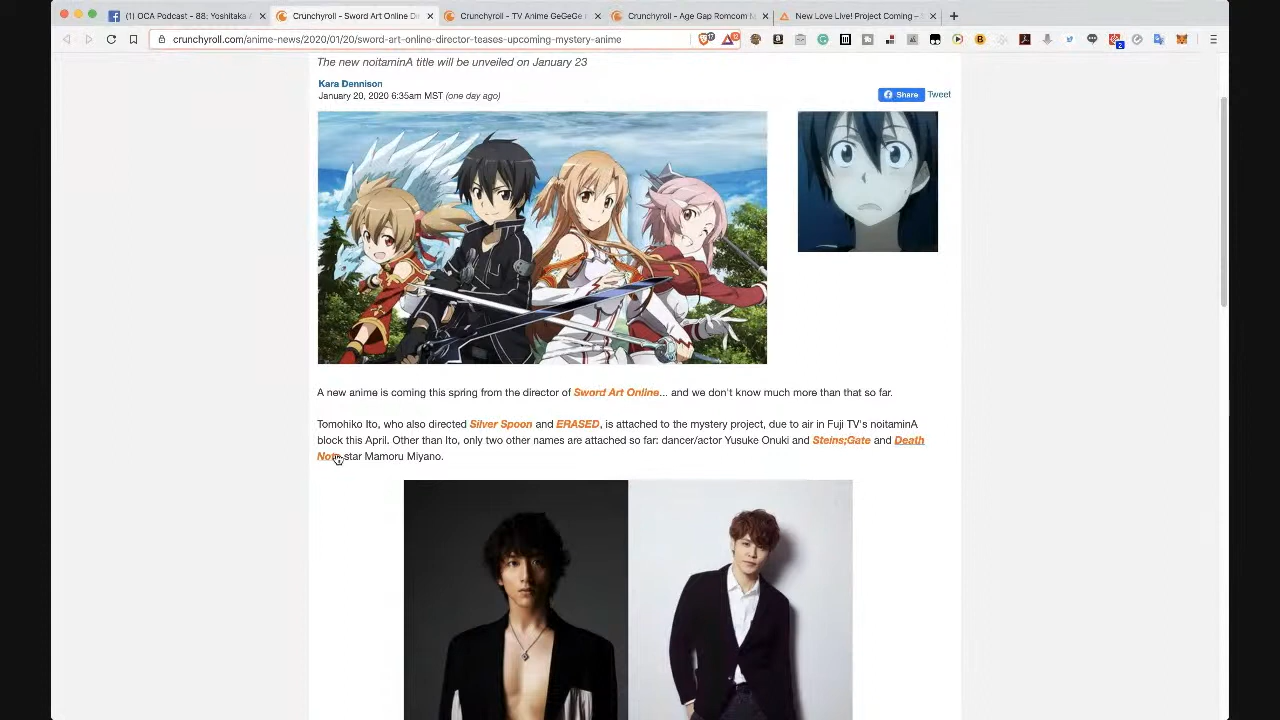 (1) OCA Podcast - 88: Yoshitaka
Crunchyroll - Sword Art Online Di
Crunchyroll - TV Anime GeGeGe
Crunchyroll - Age Gap Romcom
New Love Live! Project Coming -
crunchyroll.com/anime-news/2020/01/20/sword-art-online-director-teases-upcoming-mystery-anime
The new noitaminA title will be unveiled on January 23
Kara Dennison
January 20, 2020 6:35am MST (one day ago)
Share
Tweet
A new anime is coming this spring from the director of Sword Art Online... and we don't know much more than that so far.
Tomohiko Ito, who also directed Silver Spoon and ERASED, is attached to the mystery project, due to air in Fuji TV's noitaminA
block this April. Other than Ito, only two other names are attached so far: dancer/actor Yusuke Onuki and Steins;Gate and Death
Note star Mamoru Miyano.